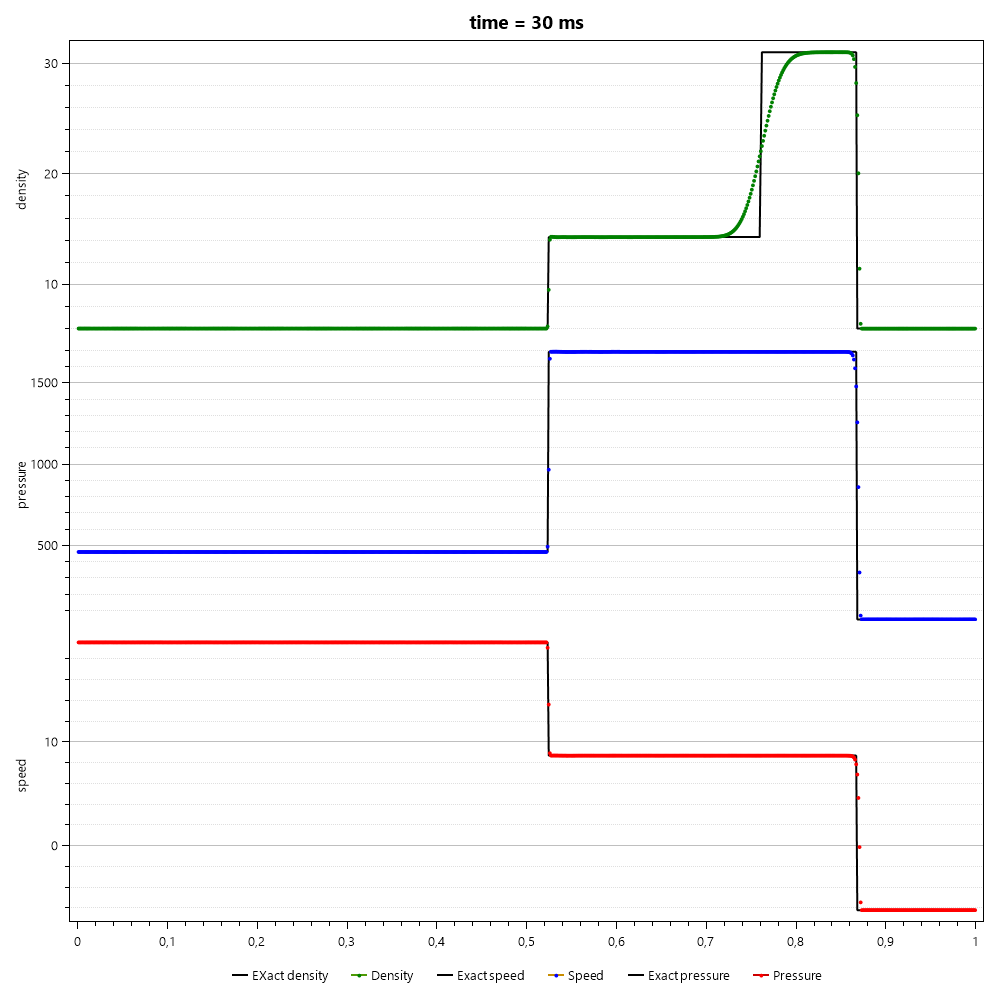 time = 30 ms
density
30
20
10
pressure
1500
1000
500
speed
10
0
0 0,1 0,2 0,3 0,4 0,5 0,6 0,7 0,8 0,9 1
EXact density Density Exact speed Speed Exact pressure Pressure